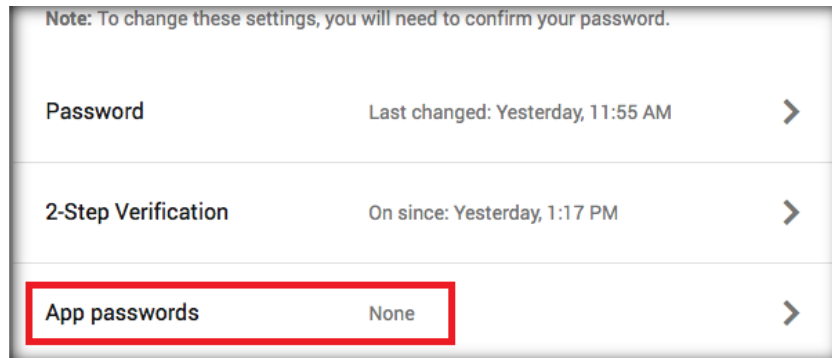 Note: To change these settings, you will need to confirm your password.
Password Last changed: Yesterday, 11:55 AM
2-Step Verification On since: Yesterday, 1:17 PM
App passwords None